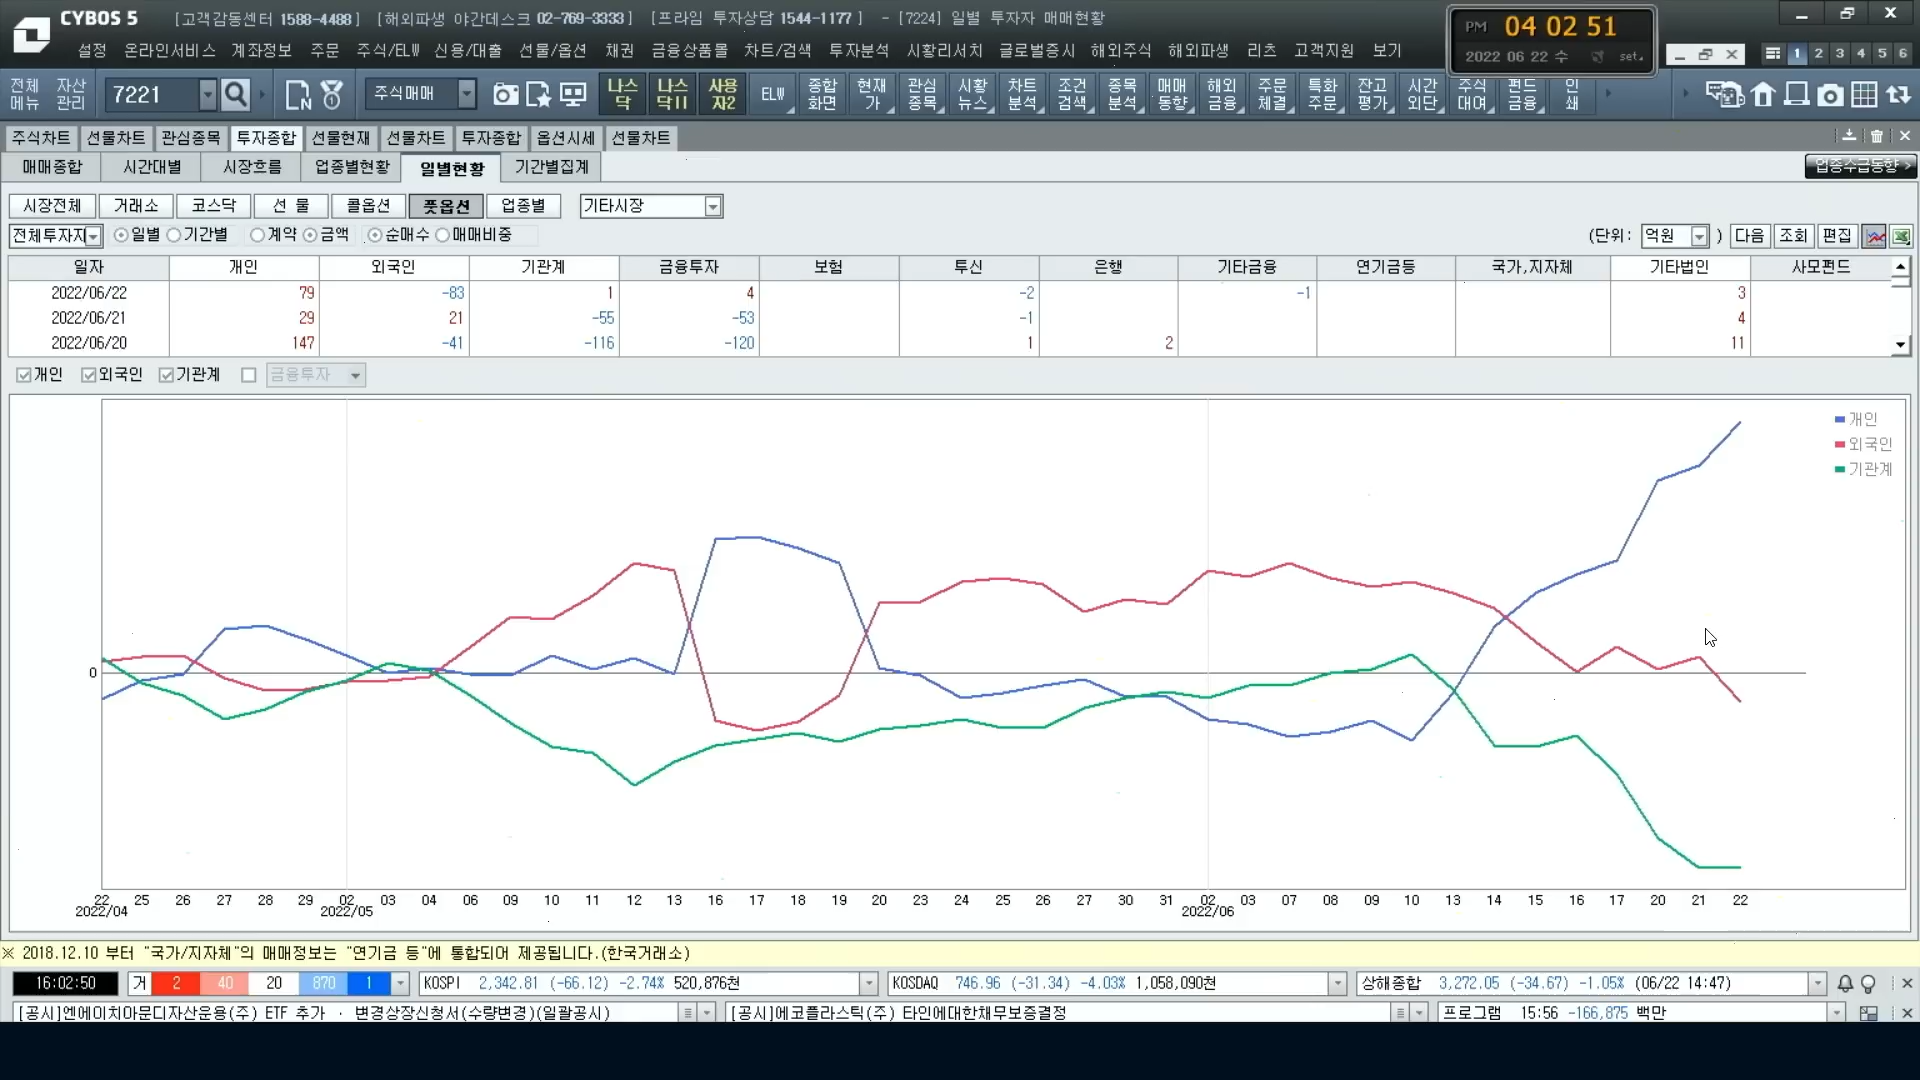 CYBOS 5 [고객감동센터 1588-4488] [해외파생 야간데스크 02-769-3333] [프라임 투자상담 1544-1177] - [7224] 일별 투자자 매매현황
PM 04 02 51
2022 06 22 수 set.
설정 온라인서비스 계좌정보 주문 주식/ELW 신용/대출 선물/옵션 채권 금융상품몰 차트/검색 투자분석 시황리서치 글로벌증시 해외주식 해외파생 리츠 고객지원 보기
1 2 3 4 5 6
전체메뉴 자산관리 7221 주식매매 나스닥 나스닥II 사용자2 ELW 종합화면 현재가 관심종목 시황뉴스 차트분석 조건검색 종목분석 매매동향 해외금융 주문체결 특화주문 잔고평가 시간외단 주식대여 펀드금융 인쇄
주식차트 선물차트 관심종목 투자종합 선물현재 선물차트 투자종합 옵션시세 선물차트
매매종합 시간대별 시장흐름 업종별현황 일별현황 기간별집계 업종수급동향 >
시장전체 거래소 코스닥 선 물 콜옵션 풋옵션 업종별 기타시장
전체투자자 일별 기간별 계약 금액 순매수 매매비중 (단위: 억원 ) 다음 조회 편집
일자 개인 외국인 기관계 금융투자 보험 투신 은행 기타금융 연기금등 국가,지자체 기타법인 사모펀드
2022/06/22 79 -83 1 4 -2 -1 3
2022/06/21 29 21 -55 -53 -1 4
2022/06/20 147 -41 -116 -120 1 2 11
개인 외국인 기관계 금융투자
개인
외국인
기관계
0
22 25 26 27 28 29 02 03 04 06 09 10 11 12 13 16 17 18 19 20 23 24 25 26 27 30 31 02 03 07 08 09 10 13 14 15 16 17 20 21 22
2022/04 2022/05 2022/06
※ 2018.12.10 부터 "국가/지자체"의 매매정보는 "연기금 등"에 통합되어 제공됩니다.(한국거래소)
16:02:50 거 2 40 20 870 1 KOSPI 2,342.81 (-66.12) -2.74% 520,876천 KOSDAQ 746.96 (-31.34) -4.03% 1,058,090천 상해종합 3,272.05 (-34.67) -1.05% (06/22 14:47)
[공시]엔에이치아문디자산운용(주) ETF 추가 · 변경상장신청서(수량변경)(일괄공시) [공시]에코플라스틱(주) 타인에대한채무보증결정 프로그램 15:56 -166,875 백만